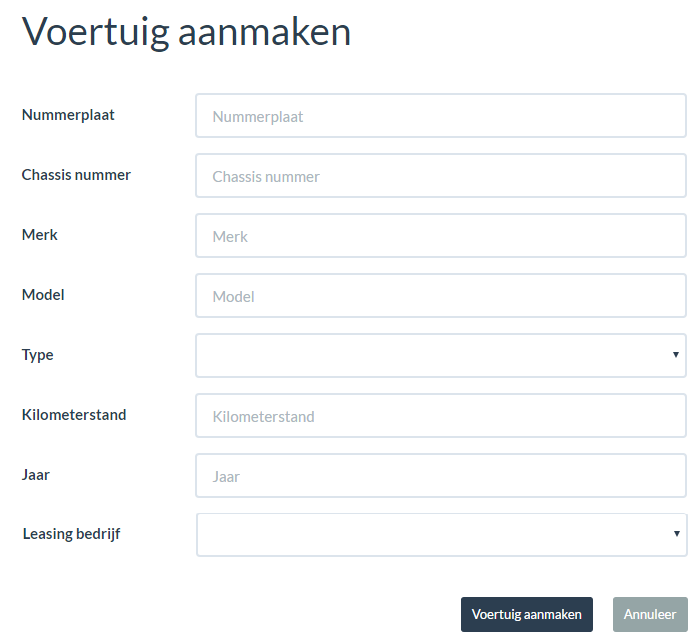 Voertuig aanmaken
Nummerplaat Nummerplaat
Chassis nummer Chassis nummer
Merk Merk
Model Model
Type
Kilometerstand Kilometerstand
Jaar Jaar
Leasing bedrijf
Voertuig aanmaken Annuleer